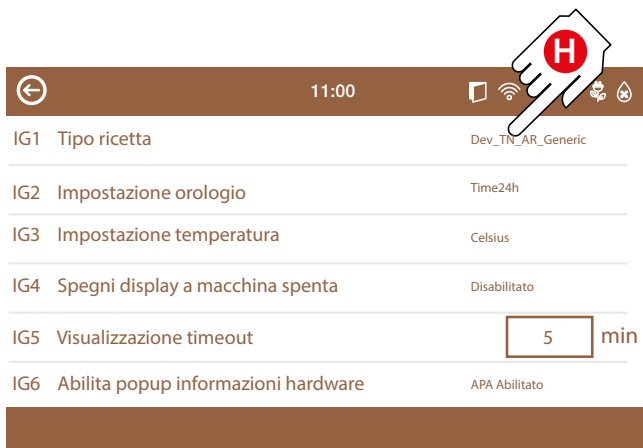 H
11:00
IG1 Tipo ricetta Dev_TN_AR_Generic
IG2 Impostazione orologio Time24h
IG3 Impostazione temperatura Celsius
IG4 Spegni display a macchina spenta Disabilitato
IG5 Visualizzazione timeout 5 min
IG6 Abilita popup informazioni hardware APA Abilitato